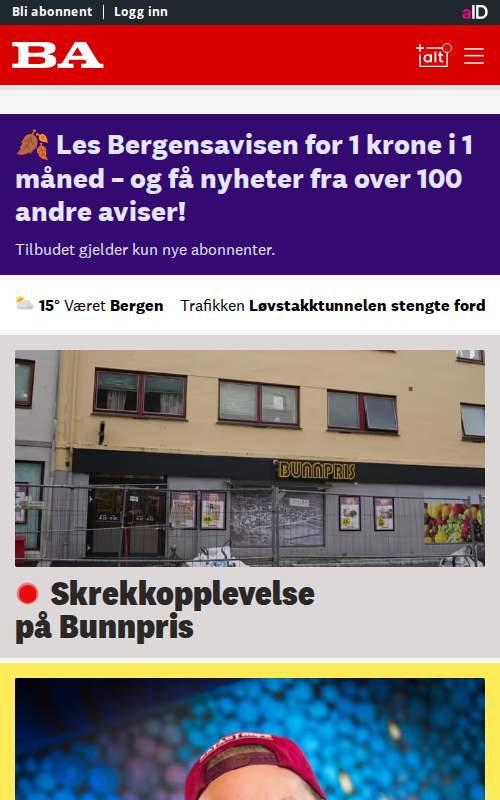 Bli abonnent | Logg inn
aID
BA
+alt
🍂 Les Bergensavisen for 1 krone i 1
måned – og få nyheter fra over 100
andre aviser!
Tilbudet gjelder kun nye abonnenter.
15° Været Bergen Trafikken Løvstakktunnelen stengte ford
BUNNPRIS
Skrekkopplevelse
på Bunnpris